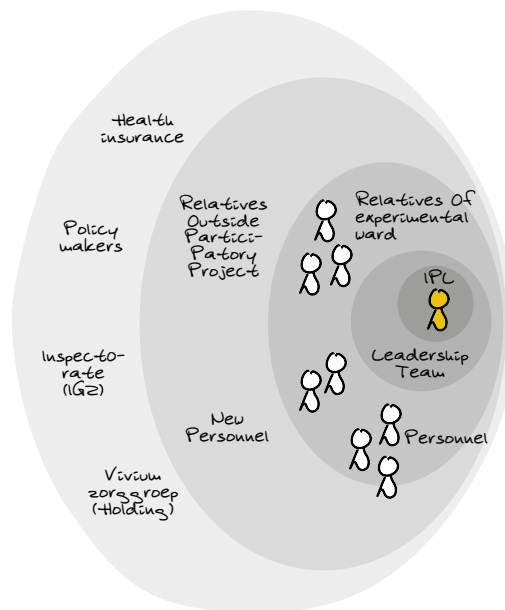 Health
insurance
Relatives
Outside
Partici-
Patory
Project
Relatives Of
experimental
ward
Policy
makers
IPL
Inspecto-
rate
(IGZ)
Leadership
Team
New
Personnel
Personnel
Vivium
zorggroep
(Holding)